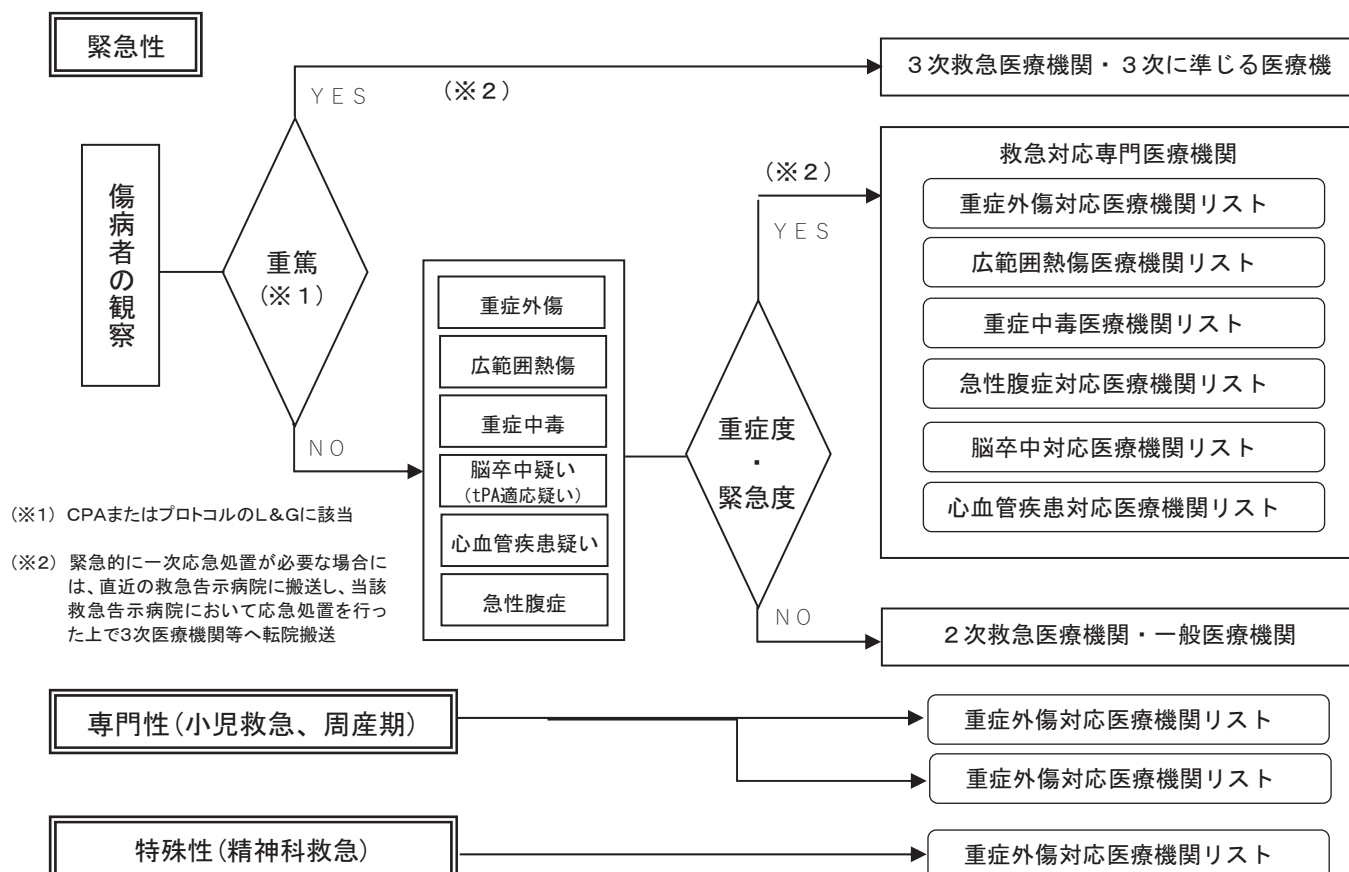 緊急性
3次救急医療機関・3次に準じる医療機
YES
(※2)
傷病者の観察
重篤
(※1)
NO
重症外傷
広範囲熱傷
重症中毒
脳卒中疑い
(tPA適応疑い)
心血管疾患疑い
急性腹症
重症度
・
緊急度
(※2)
YES
NO
救急対応専門医療機関
重症外傷対応医療機関リスト
広範囲熱傷医療機関リスト
重症中毒医療機関リスト
急性腹症対応医療機関リスト
脳卒中対応医療機関リスト
心血管疾患対応医療機関リスト
2次救急医療機関・一般医療機関
(※1) CPAまたはプロトコルのL&Gに該当
(※2) 緊急的に一次応急処置が必要な場合に
は、直近の救急告示病院に搬送し、当該
救急告示病院において応急処置を行っ
た上で3次医療機関等へ転院搬送
専門性(小児救急、周産期)
重症外傷対応医療機関リスト
重症外傷対応医療機関リスト
特殊性(精神科救急)
重症外傷対応医療機関リスト